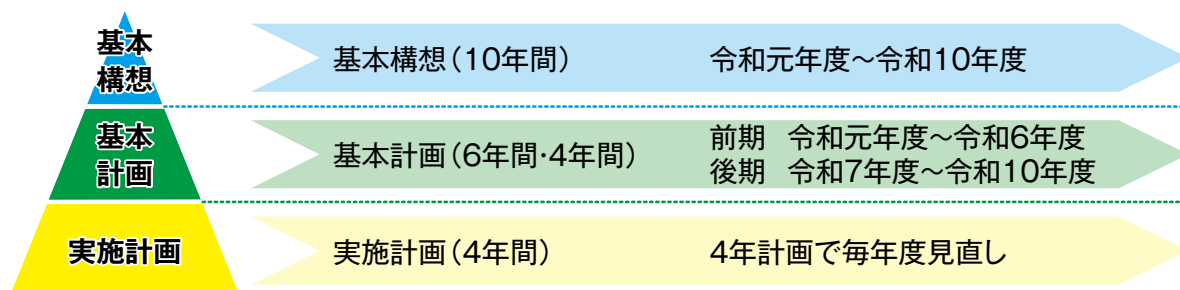 基本
構想
基本構想（10年間）
令和元年度～令和10年度
基本
計画
基本計画（6年間・4年間）
前期 令和元年度～令和6年度
後期 令和7年度～令和10年度
実施計画
実施計画（4年間）
4年計画で毎年度見直し